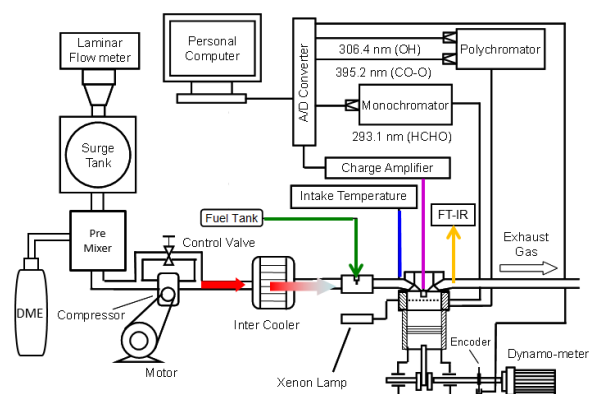 Laminar
Flow meter
Personal
Computer
A/D Converter
306.4 nm (OH)
395.2 nm (CO-O)
Polychromator
Monochromator
293.1 nm (HCHO)
Surge
Tank
Charge Amplifier
Intake Temperature
Fuel Tank
FT-IR
Pre
Mixer
Control Valve
Exhaust
Gas
DME
Compressor
Inter Cooler
Motor
Xenon Lamp
Encoder
Dynamo-meter